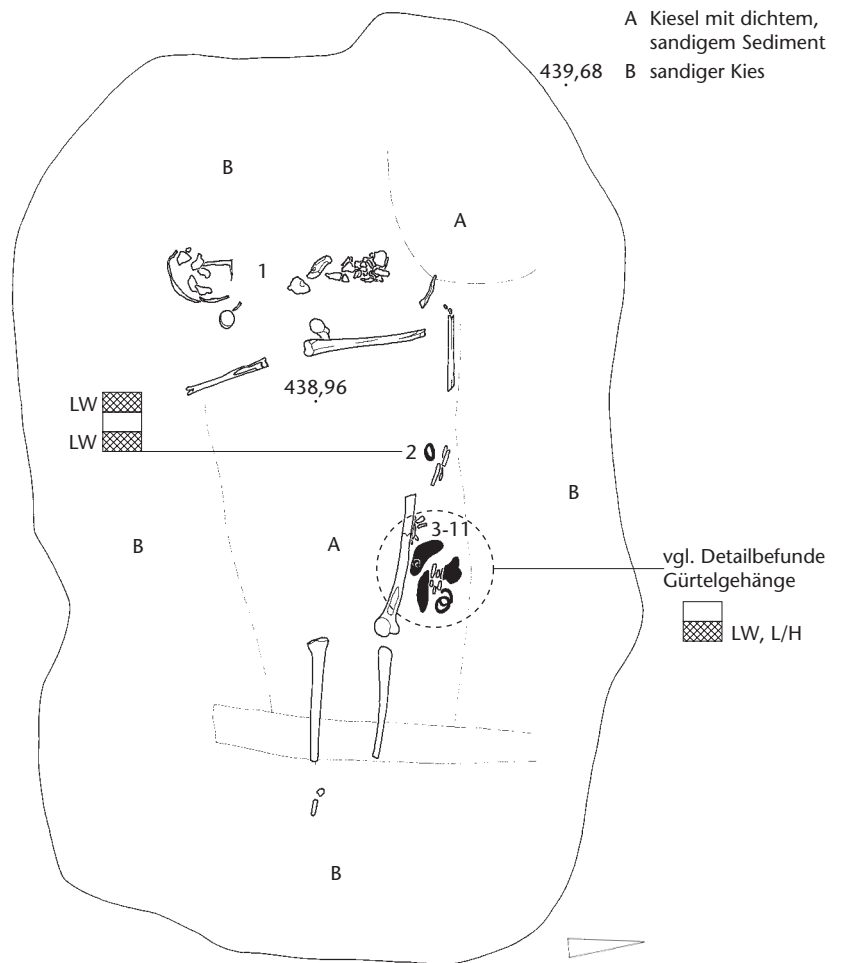 A Kiesel mit dichtem,
sandigem Sediment
439,68
B sandiger Kies
B
A
1
438,96
LW
LW
2
B
3-11
B
A
vgl. Detailbefunde
Gürtelgehänge
LW, L/H
B